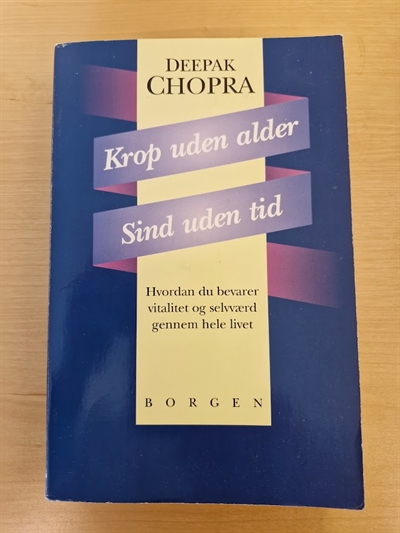 DEEPAK
CHOPRA
Krop uden alder
Sind uden tid
Hvordan du bevarer
vitalitet og selvværd
gennem hele livet
BORGEN